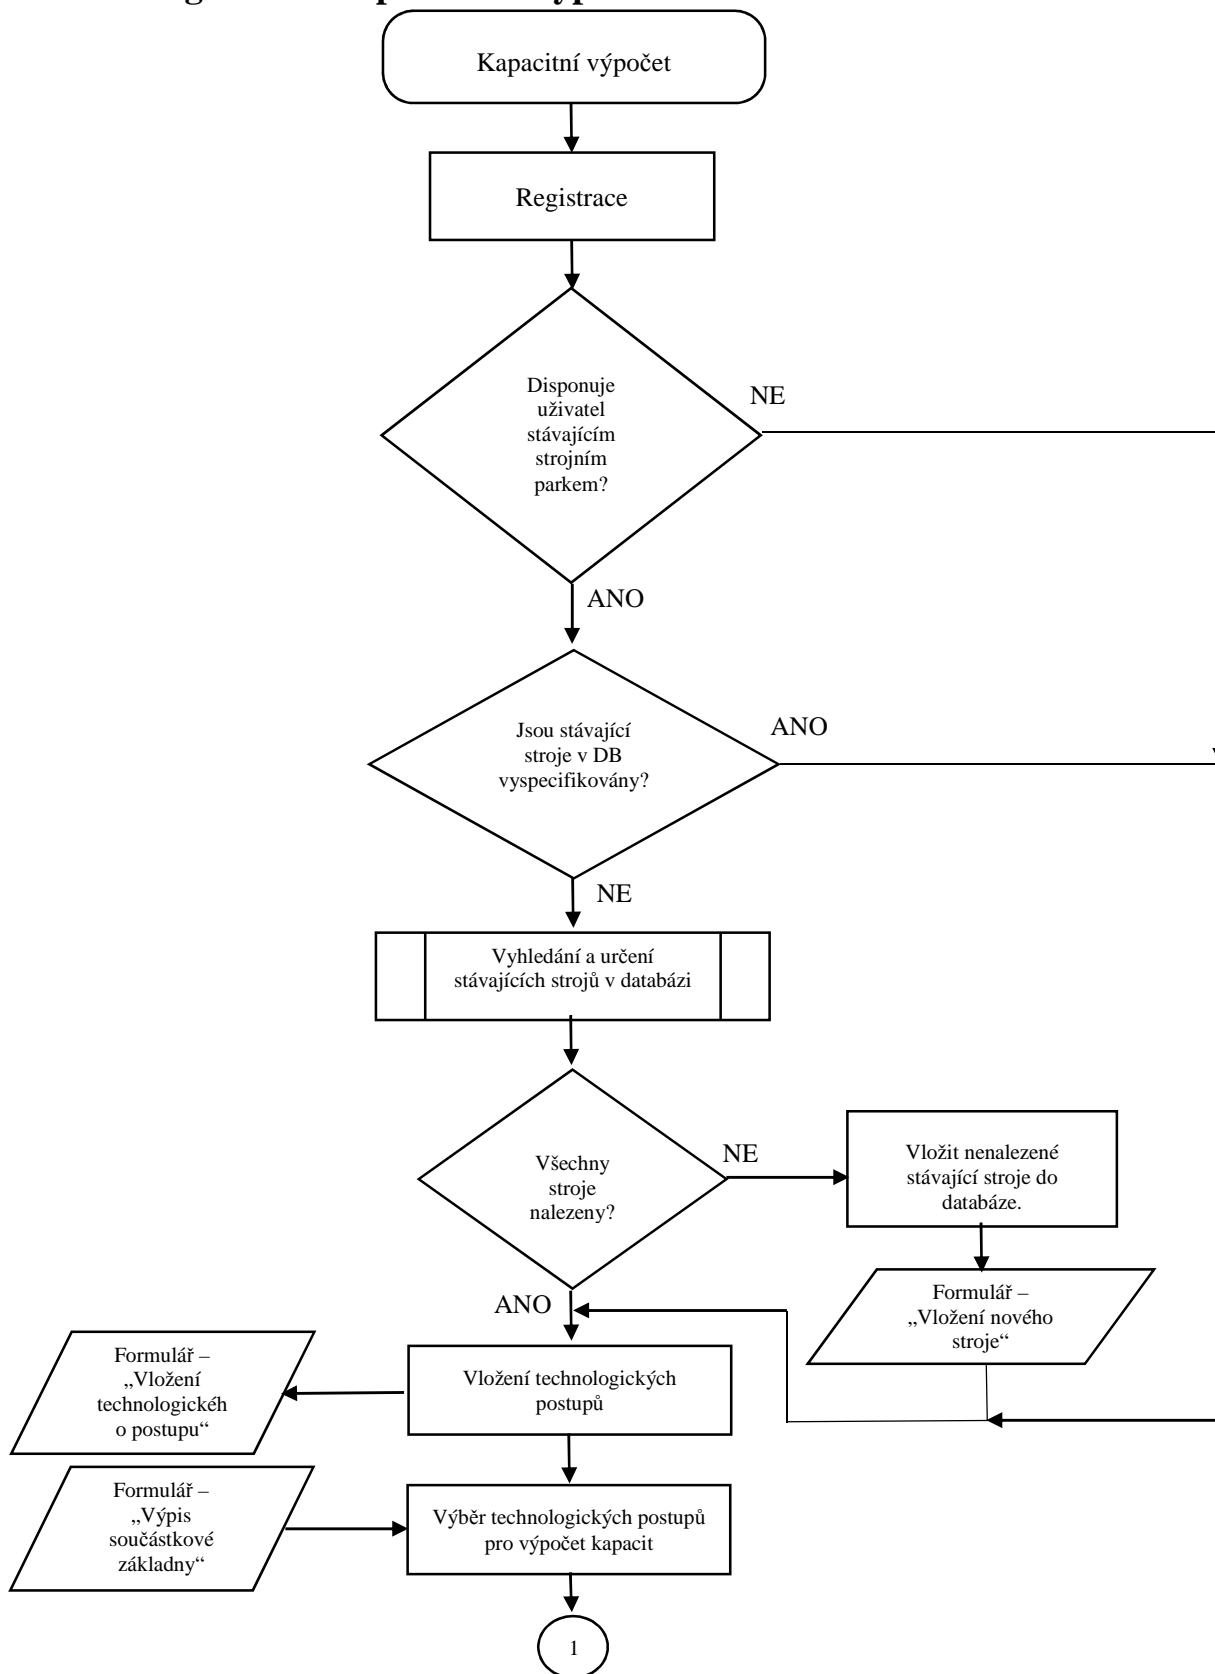 Kapacitní výpočet
Registrace
Disponuje
uživatel
stávajícím
strojním
parkem?
NE
ANO
Jsou stávající
stroje v DB
vyspecifikovány?
ANO
NE
Vyhledání a určení
stávajících strojů v databázi
Všechny
stroje
nalezeny?
NE
Vložit nenalezené
stávající stroje do
databáze.
Formulář –
„Vložení nového
stroje“
ANO
Formulář –
„Vložení
technologickéh
o postupu“
Vložení technologických
postupů
Formulář –
„Výpis
součástkové
základny“
Výběr technologických postupů
pro výpočet kapacit
1